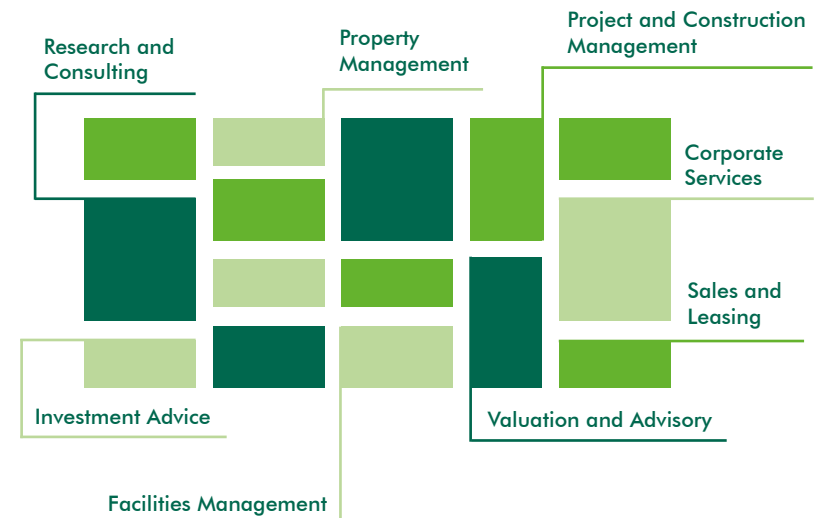 Research and
Consulting
Property
Management
Project and Construction
Management
Corporate
Services
Sales and
Leasing
Investment Advice
Valuation and Advisory
Facilities Management